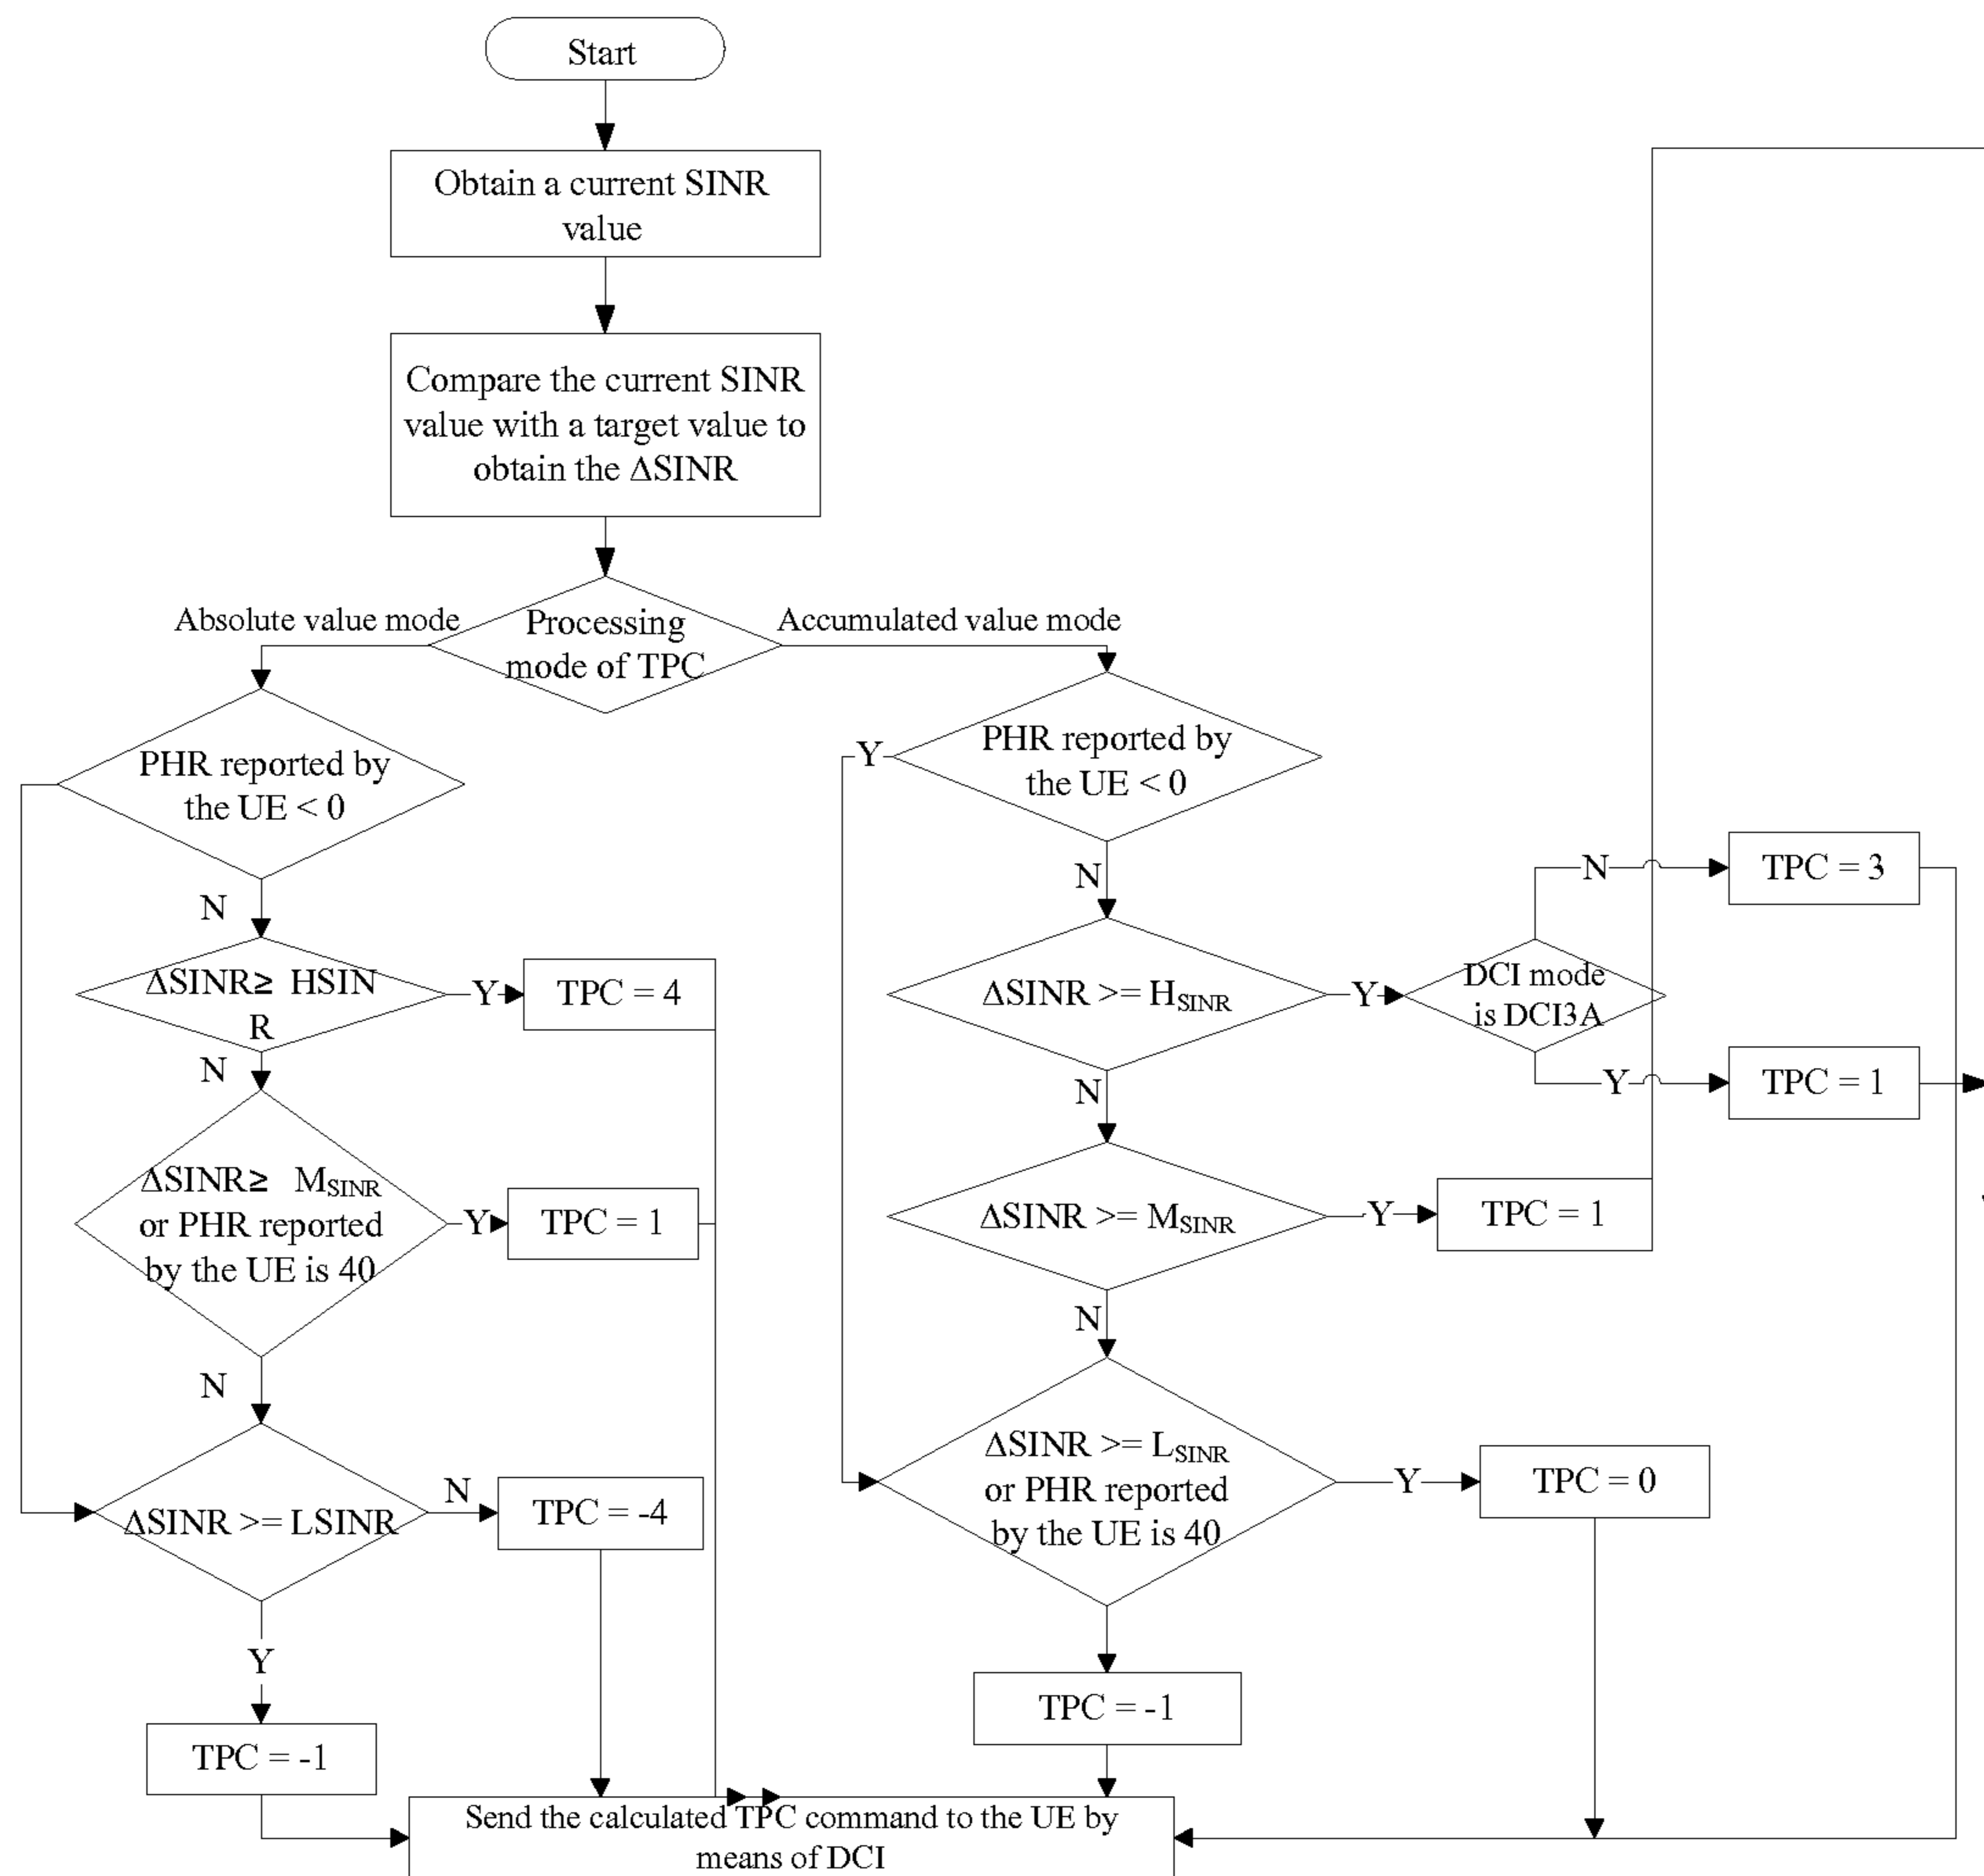 Start
Obtain a current SINR
value
Compare the current SINR
value with a target value to
obtain the ΔSINR
Processing
mode of TPC
Absolute value mode
Accumulated value mode
PHR reported by
the UE < 0
N
ΔSINR≥ HSIN
R
Y
TPC = 4
N
ΔSINR≥ MSINR
or PHR reported
by the UE is 40
Y
TPC = 1
N
ΔSINR >= LSINR
N
TPC = -4
Y
TPC = -1
PHR reported by
the UE < 0
Y
N
ΔSINR >= HSINR
Y
DCI mode
is DCI3A
N
TPC = 3
Y
TPC = 1
N
ΔSINR >= MSINR
Y
TPC = 1
N
ΔSINR >= LSINR
or PHR reported
by the UE is 40
Y
TPC = 0
TPC = -1
Send the calculated TPC command to the UE by
means of DCI